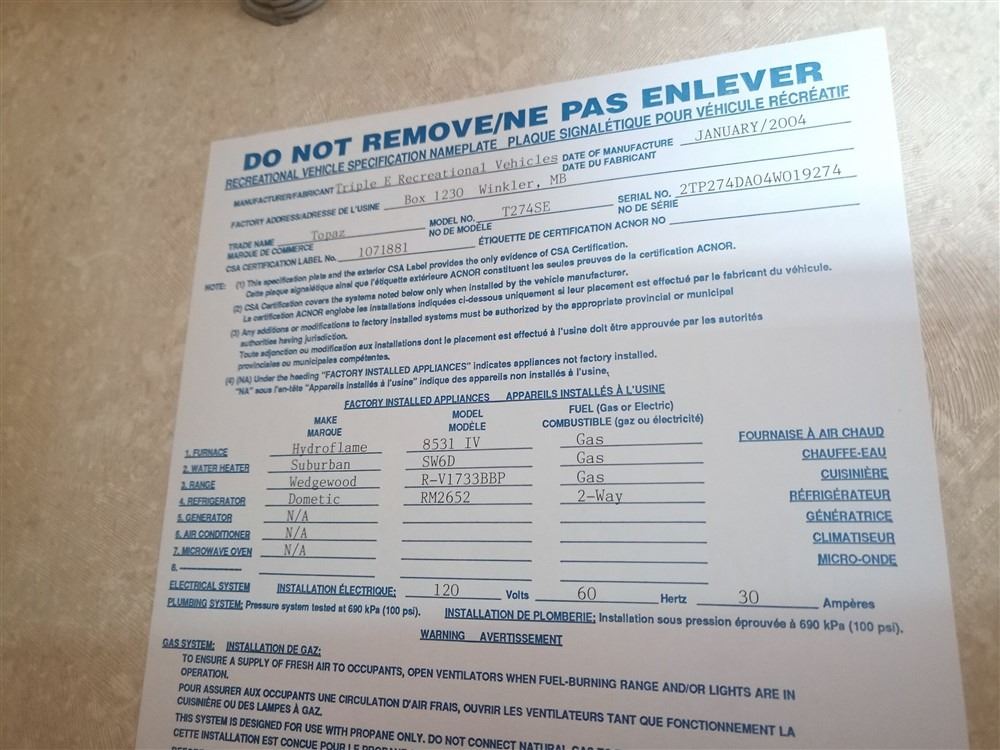 DO NOT REMOVE/NE PAS ENLEVER
RECREATIONAL VEHICLE SPECIFICATION NAMEPLATE PLAQUE SIGNALÉTIQUE POUR VÉHICULE RÉCRÉATIF
MANUFACTURER/FABRICANT Triple E Recreational Vehicles DATE OF MANUFACTURE JANUARY/2004
DATE DU FABRICANT
FACTORY ADDRESS/ADRESSE DE L'USINE Box 1230 Winkler, MB
TRADE NAME Topaz MODEL NO. T274SE SERIAL NO. 2TP274DA04W019274
MARQUE DE COMMERCE NO DE MODÈLE NO DE SÉRIE
CSA CERTIFICATION LABEL No. 1071881 ÉTIQUETTE DE CERTIFICATION ACNOR NO
NOTE: (1) This specification plate and the exterior CSA Label provides the only evidence of CSA Certification.
Cette plaque signalétique ainsi que l'étiquette extérieure ACNOR constituent les seules preuves de la certification ACNOR.
(2) CSA Certification covers the systems noted below only when installed by the vehicle manufacturer.
La certification ACNOR englobe les installations indiquées ci-dessous uniquement si leur placement est effectué par le fabricant du véhicule.
(3) Any additions or modifications to factory installed systems must be authorized by the appropriate provincial or municipal
authorities having jurisdiction.
Toute adjonction ou modification aux installations dont le placement est effectué à l'usine doit être approuvée par les autorités
provinciales ou municipales compétentes.
(4) (NA) Under the heading "FACTORY INSTALLED APPLIANCES" indicates appliances not factory installed.
"NA" sous l'en-tête "Appareils installés à l'usine" indique des appareils non installés à l'usine.
FACTORY INSTALLED APPLIANCES APPAREILS INSTALLÉS À L'USINE
MAKE MODEL FUEL (Gas or Electric)
MARQUE MODÈLE COMBUSTIBLE (gaz ou électricité)
1. FURNACE Hydroflame 8531 IV Gas FOURNAISE À AIR CHAUD
2. WATER HEATER Suburban SW6D Gas CHAUFFE-EAU
3. RANGE Wedgewood R-V1733BBP Gas CUISINIÈRE
4. REFRIGERATOR Dometic RM2652 2-Way RÉFRIGÉRATEUR
5. GENERATOR N/A GÉNÉRATRICE
6. AIR CONDITIONER N/A CLIMATISEUR
7. MICROWAVE OVEN N/A MICRO-ONDE
8.
ELECTRICAL SYSTEM INSTALLATION ÉLECTRIQUE: 120 Volts 60 Hertz 30 Ampères
PLUMBING SYSTEM: Pressure system tested at 690 kPa (100 psi). INSTALLATION DE PLOMBERIE: Installation sous pression éprouvée à 690 kPa (100 psi).
WARNING AVERTISSEMENT
GAS SYSTEM: INSTALLATION DE GAZ:
TO ENSURE A SUPPLY OF FRESH AIR TO OCCUPANTS, OPEN VENTILATORS WHEN FUEL-BURNING RANGE AND/OR LIGHTS ARE IN
OPERATION.
POUR ASSURER AUX OCCUPANTS UNE CIRCULATION D'AIR FRAIS, OUVRIR LES VENTILATEURS TANT QUE FONCTIONNEMENT LA
CUISINIÈRE OU DES LAMPES À GAZ.
THIS SYSTEM IS DESIGNED FOR USE WITH PROPANE ONLY. DO NOT CONNECT NATURAL GAS
CETTE INSTALLATION EST CONCUE POUR LE